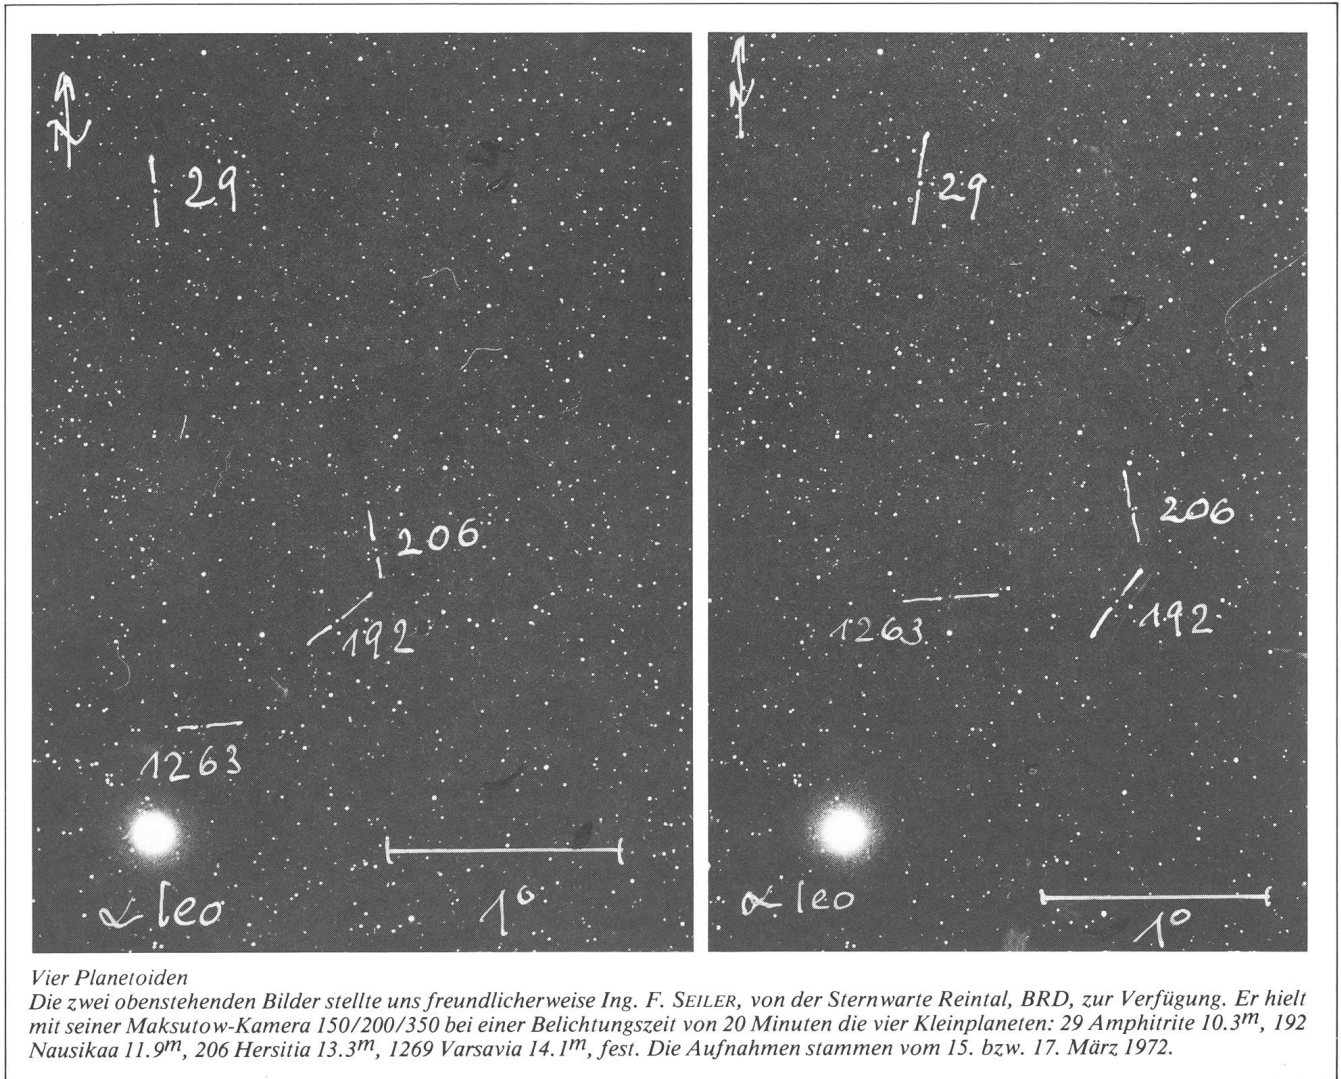 N
29
206
192
1263
α leo
1°
N
29
206
1263
192
α leo
1°
Vier Planetoiden
Die zwei obenstehenden Bilder stellte uns freundlicherweise Ing. F. SEILER, von der Sternwarte Reintal, BRD, zur Verfügung. Er hielt
mit seiner Maksutow-Kamera 150/200/350 bei einer Belichtungszeit von 20 Minuten die vier Kleinplaneten: 29 Amphitrite 10.3ᵐ, 192
Nausikaa 11.9ᵐ, 206 Hersitia 13.3ᵐ, 1269 Varsavia 14.1ᵐ, fest. Die Aufnahmen stammen vom 15. bzw. 17. März 1972.